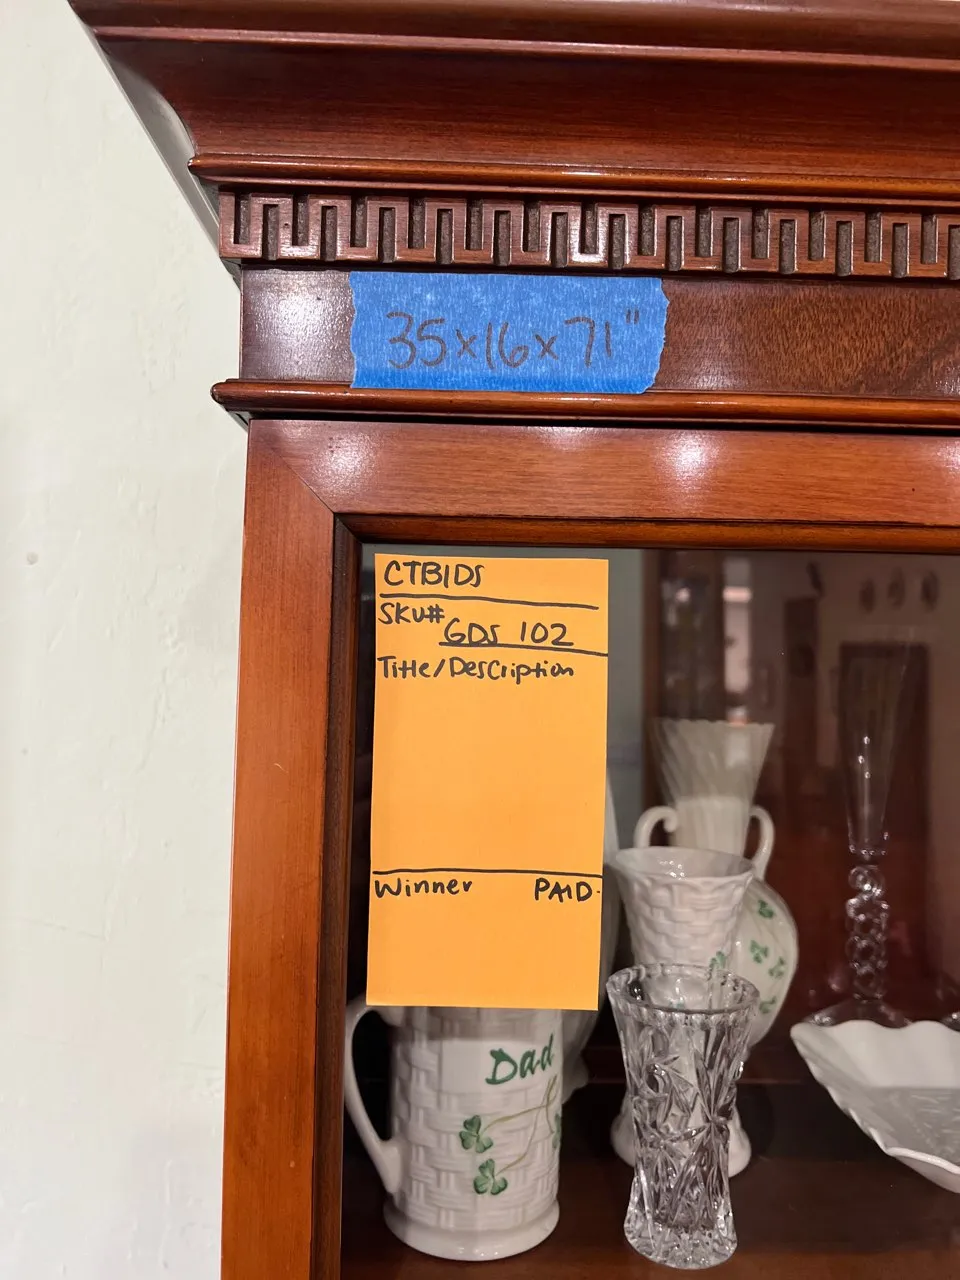 35x16x71"
CTBIDS
SKU# GDS 102
Title/Description
Winner PAID
Dad